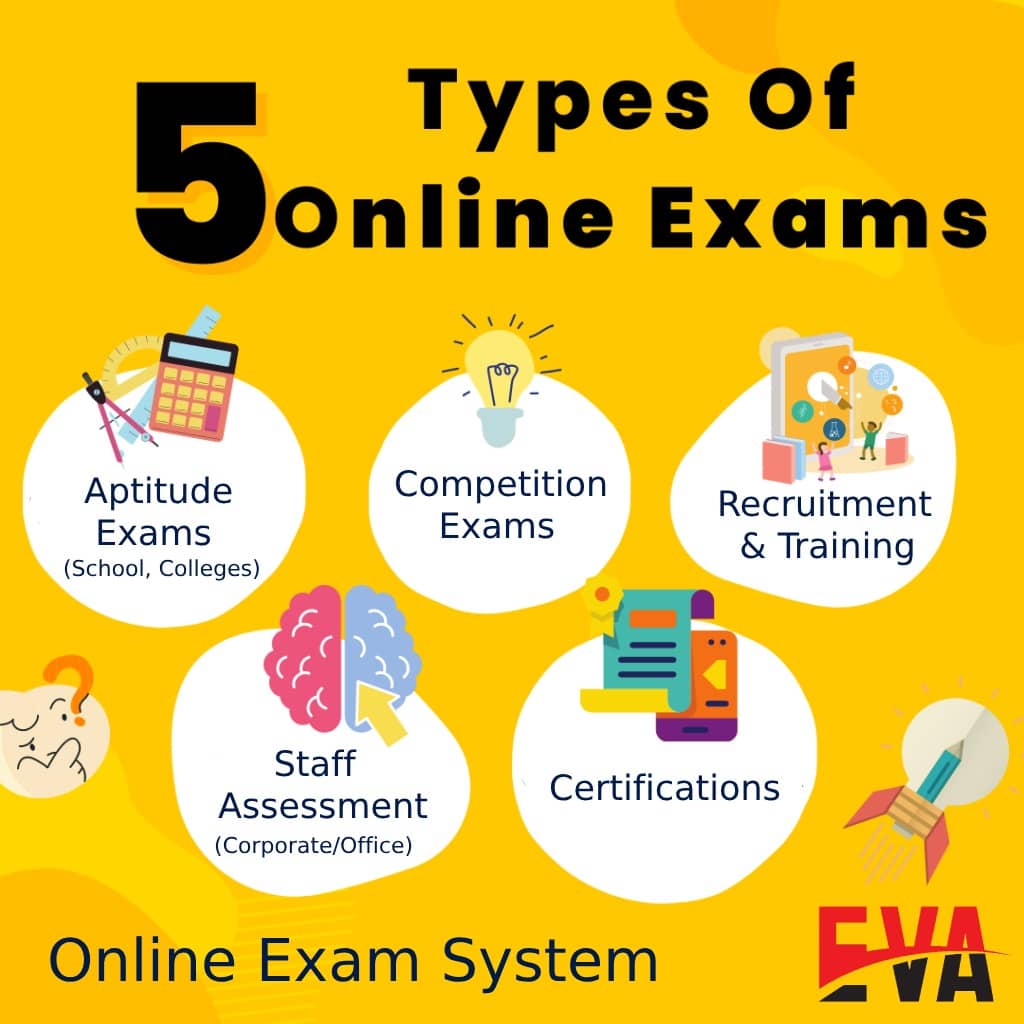 5 Types Of
Online Exams
Aptitude
Exams
(School, Colleges)
Competition
Exams
Recruitment
& Training
Staff
Assessment
(Corporate/Office)
Certifications
Online Exam System
EVA